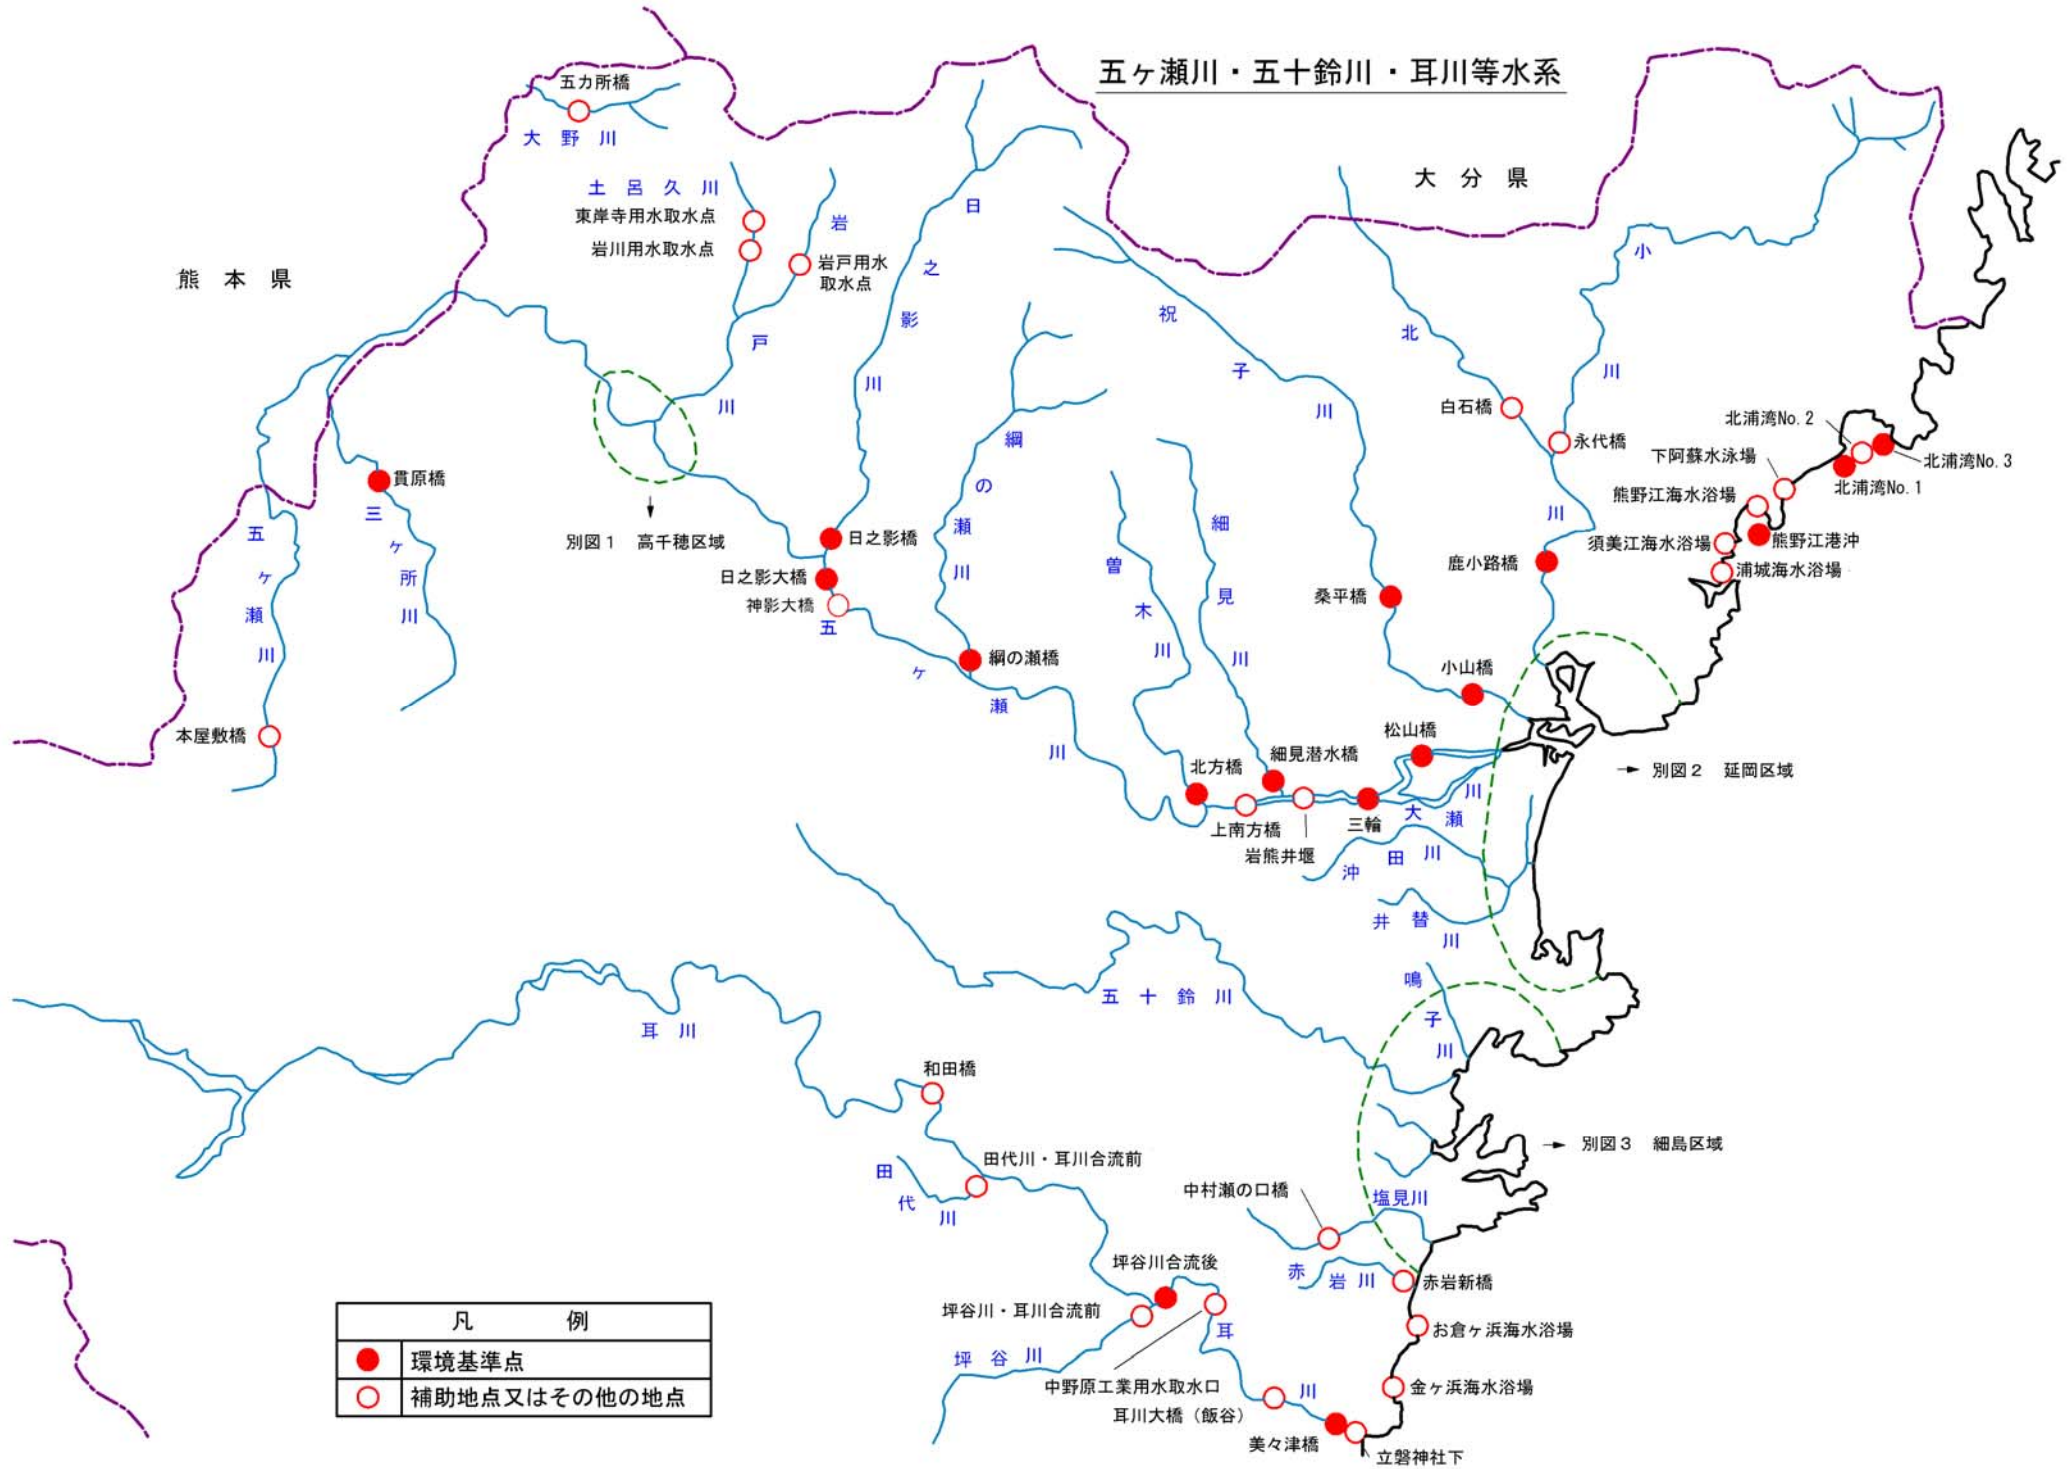 五ヶ瀬川・五十鈴川・耳川等水系
五カ所橋
大野川
土呂久川
東岸寺用水取水点
岩川用水取水点
岩戸用水
取水点
岩戸川
日之影川
大分県
熊本県
祝子川
北川
小川
白石橋
永代橋
北浦湾No.2
北浦湾No.3
北浦湾No.1
下阿蘇水泳場
熊野江海水浴場
熊野江港沖
須美江海水浴場
浦城海水浴場
貫原橋
三ヶ所川
五ヶ瀬川
本屋敷橋
別図1 高千穂区域
日之影橋
日之影大橋
神影大橋
五ヶ瀬川
綱の瀬川
綱の瀬橋
曽木川
細見川
鹿小路橋
桑平橋
小山橋
松山橋
北方橋
細見潜水橋
上南方橋
岩熊井堰
三輪
大瀬川
沖田川
井替川
別図2 延岡区域
五十鈴川
鳴子川
耳川
和田橋
田代川・耳川合流前
田代川
別図3 細島区域
中村瀬の口橋
塩見川
赤岩川
赤岩新橋
坪谷川合流後
坪谷川・耳川合流前
坪谷川
お倉ヶ浜海水浴場
耳川
中野原工業用水取水口
金ヶ浜海水浴場
耳川大橋（飯谷）
美々津橋
立磐神社下
凡例
環境基準点
補助地点又はその他の地点